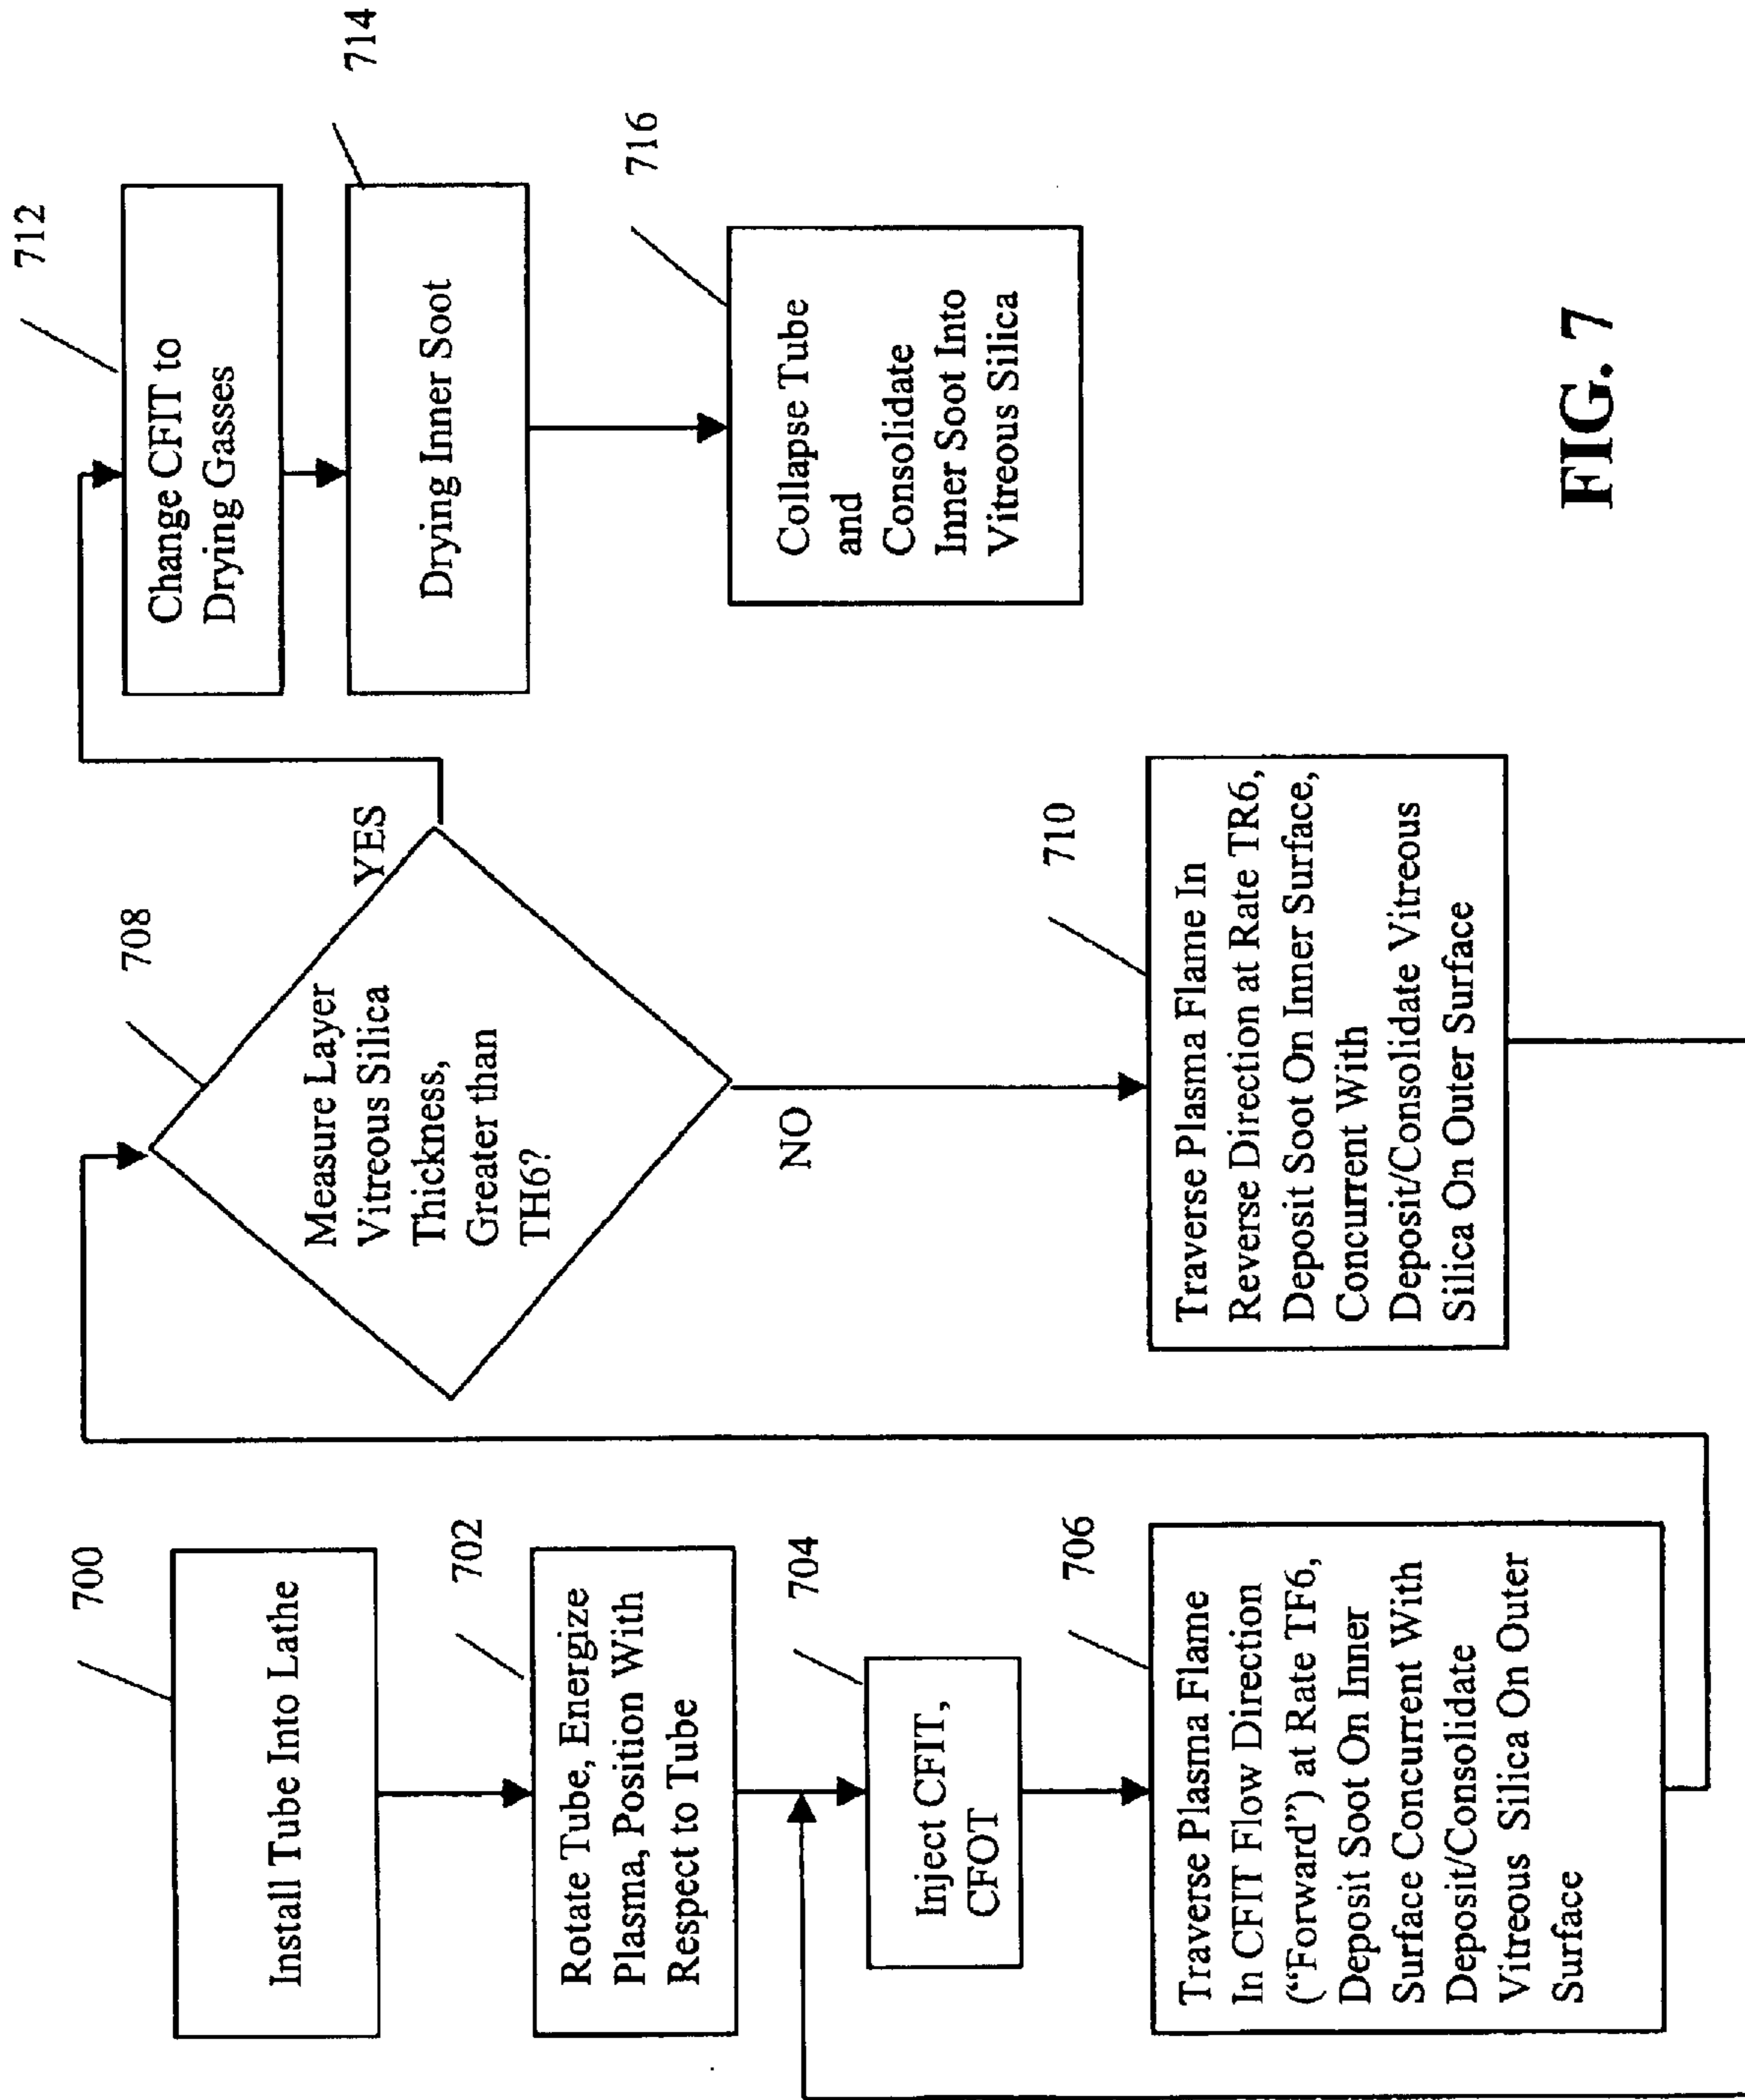 700
Install Tube Into Lathe
702
Rotate Tube, Energize
Plasma, Position With
Respect to Tube
704
Inject CFIT,
CFOT
706
Traverse Plasma Flame
In CFIT Flow Direction
(“Forward”) at Rate TF6,
Deposit Soot On Inner
Surface Concurrent With
Deposit/Consolidate
Vitreous Silica On Outer
Surface
708
Measure Layer
Vitreous Silica
Thickness,
Greater than
TH6?
YES
NO
710
Traverse Plasma Flame In
Reverse Direction at Rate TR6,
Deposit Soot On Inner Surface,
Concurrent With
Deposit/Consolidate Vitreous
Silica On Outer Surface
712
Change CFIT to
Drying Gasses
714
Drying Inner Soot
716
Collapse Tube
and
Consolidate
Inner Soot Into
Vitreous Silica
FIG. 7